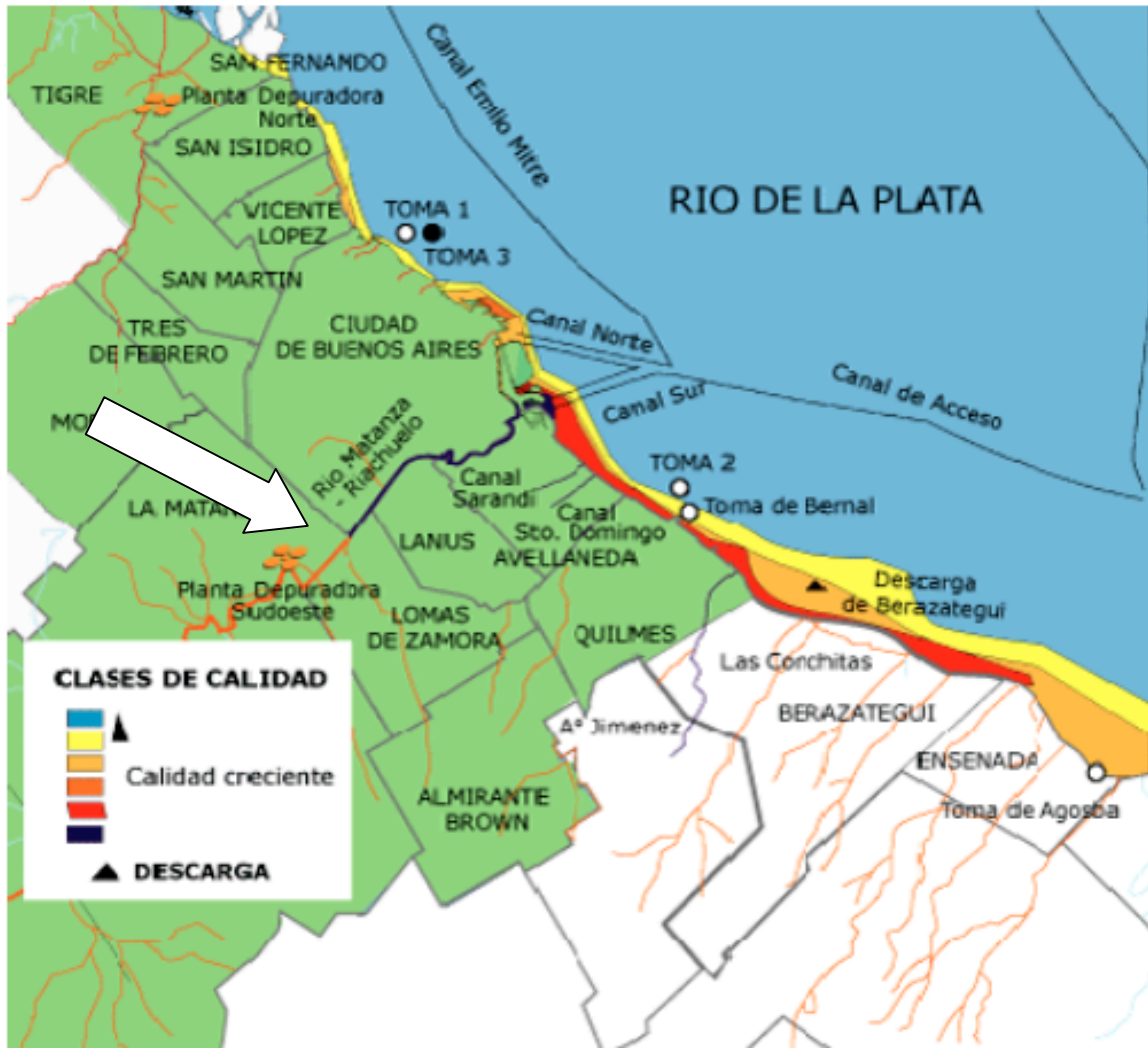 SAN FERNANDO
TIGRE
Planta Depuradora
Norte
SAN ISIDRO
VICENTE
LOPEZ
TOMA 1
TOMA 3
Canal Emilio Mitre
RIO DE LA PLATA
SAN MARTIN
TRES
DE FEBRERO
CIUDAD
DE BUENOS AIRES
Canal Norte
Canal Sur
Canal de Acceso
MO
Rio Matanza
- Riachuelo
LA MATAN
Canal
Sarandí
TOMA 2
Toma de Bernal
Canal
Sto. Domingo
LANUS
AVELLANEDA
Planta Depuradora
Sudoeste
LOMAS
DE ZAMORA
QUILMES
Descarga
de Berazategui
Las Conchitas
BERAZATEGUI
Aº Jimenez
ENSENADA
Toma de Agosba
ALMIRANTE
BROWN
CLASES DE CALIDAD
Calidad creciente
DESCARGA